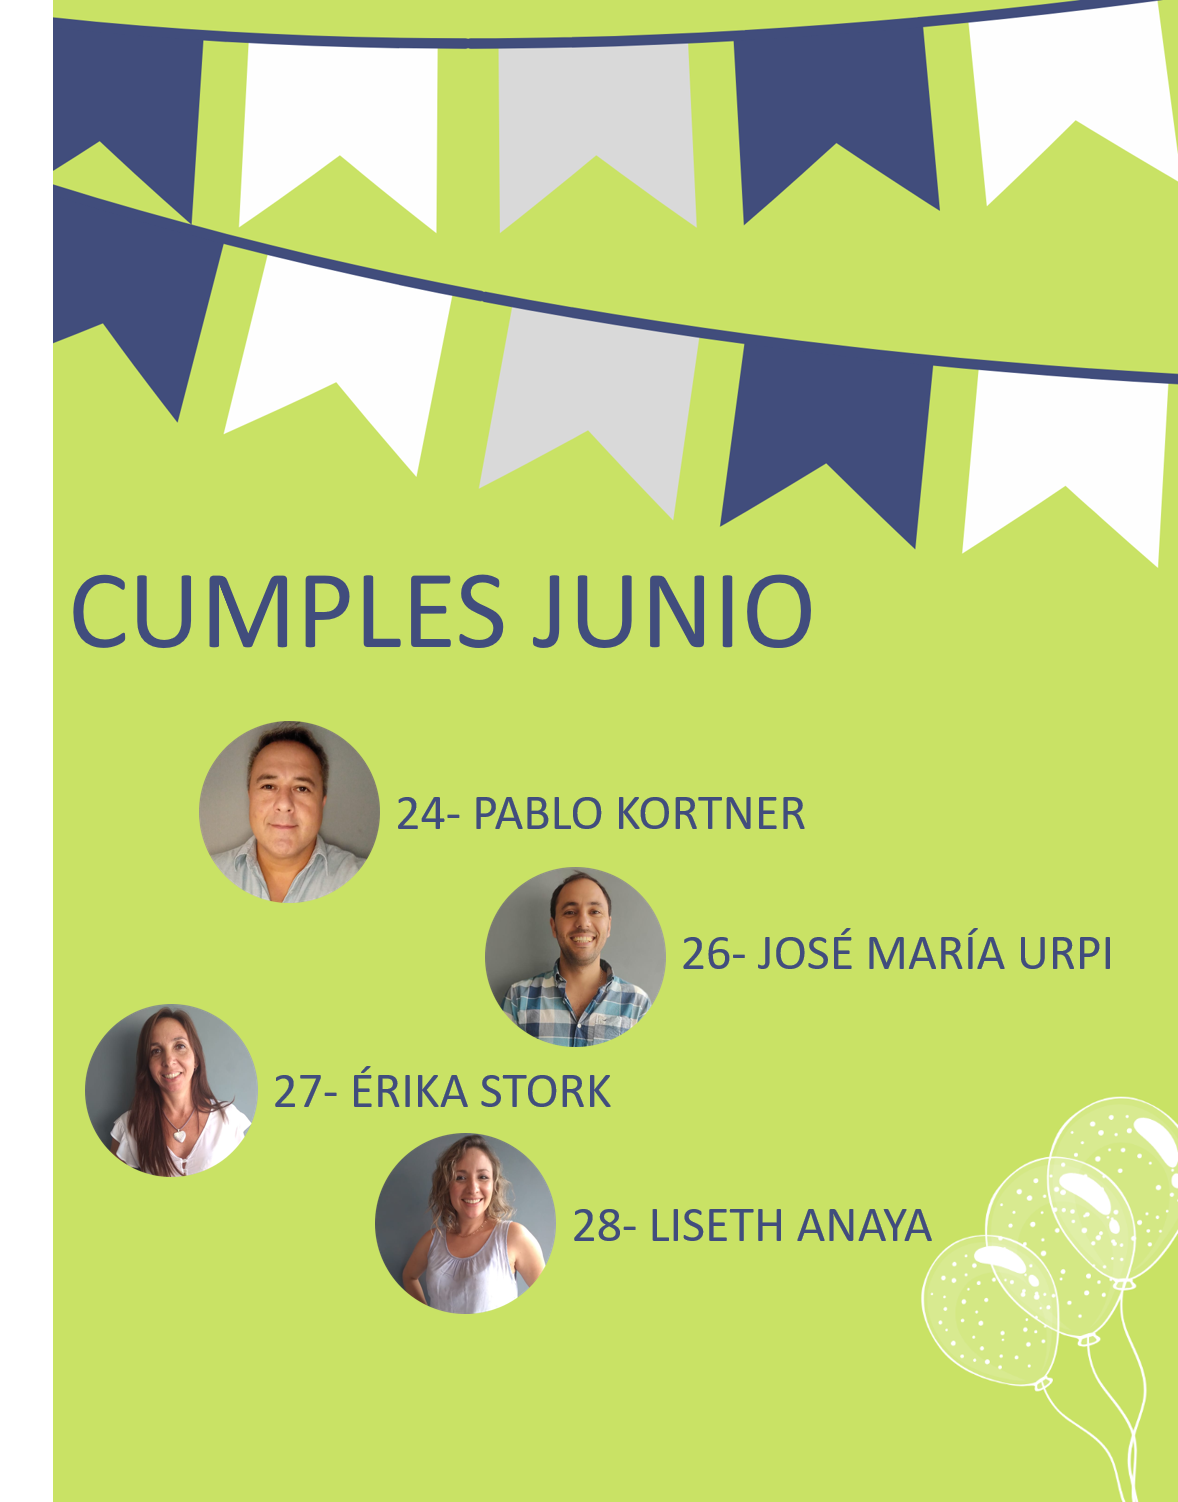 CUMPLES JUNIO
24- PABLO KORTNER
26- JOSÉ MARÍA URPI
27- ÉRIKA STORK
28- LISETH ANAYA